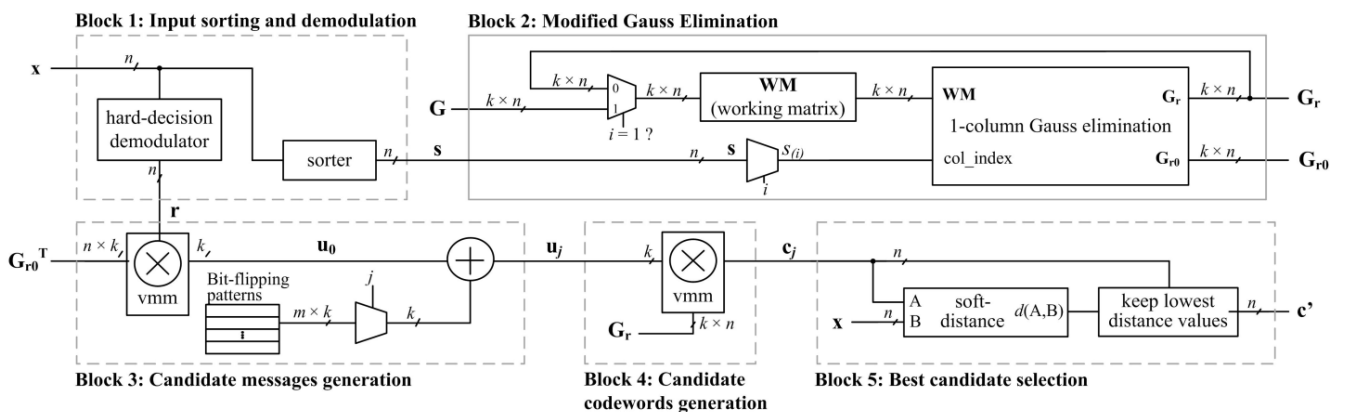 Block 1: Input sorting and demodulation
x
n
hard-decision
demodulator
n
sorter
n
s
r
Block 2: Modified Gauss Elimination
G
k × n
k × n
0
1
i = 1 ?
k × n
WM
(working matrix)
k × n
n
s
s(i)
i
WM
Gr
1-column Gauss elimination
col_index
Gr0
k × n
Gr
k × n
Gr0
Gr0T
n × k
vmm
k
u0
Bit-flipping
patterns
m × k
j
k
uj
Block 3: Candidate messages generation
k
vmm
Gr
k × n
cj
Block 4: Candidate
codewords generation
n
x
n
A
B
soft-
distance
d(A,B)
keep lowest
distance values
n
c'
Block 5: Best candidate selection